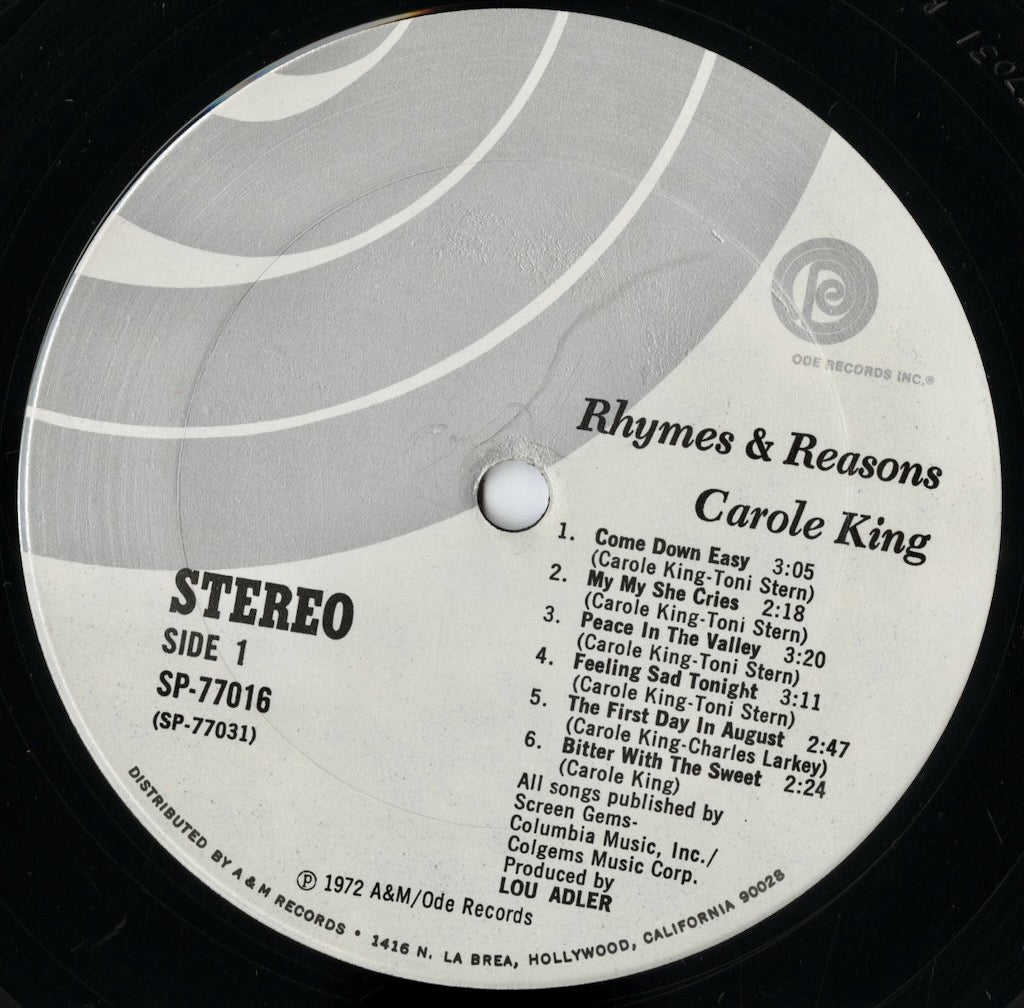 ODE RECORDS INC.®
Rhymes & Reasons
Carole King
1. Come Down Easy 3:05
(Carole King-Toni Stern)
2. My My She Cries 2:18
(Carole King-Toni Stern)
3. Peace In The Valley 3:20
(Carole King-Toni Stern)
4. Feeling Sad Tonight 3:11
(Carole King-Toni Stern)
5. The First Day In August 2:47
(Carole King-Charles Larkey)
6. Bitter With The Sweet 2:24
(Carole King)
All songs published by
Screen Gems-
Columbia Music, Inc./
Colgems Music Corp.
Produced by
LOU ADLER
STEREO
SIDE 1
SP-77016
(SP-77031)
℗ 1972 A&M/Ode Records
DISTRIBUTED BY A & M RECORDS • 1416 N. LA BREA, HOLLYWOOD, CALIFORNIA 90028